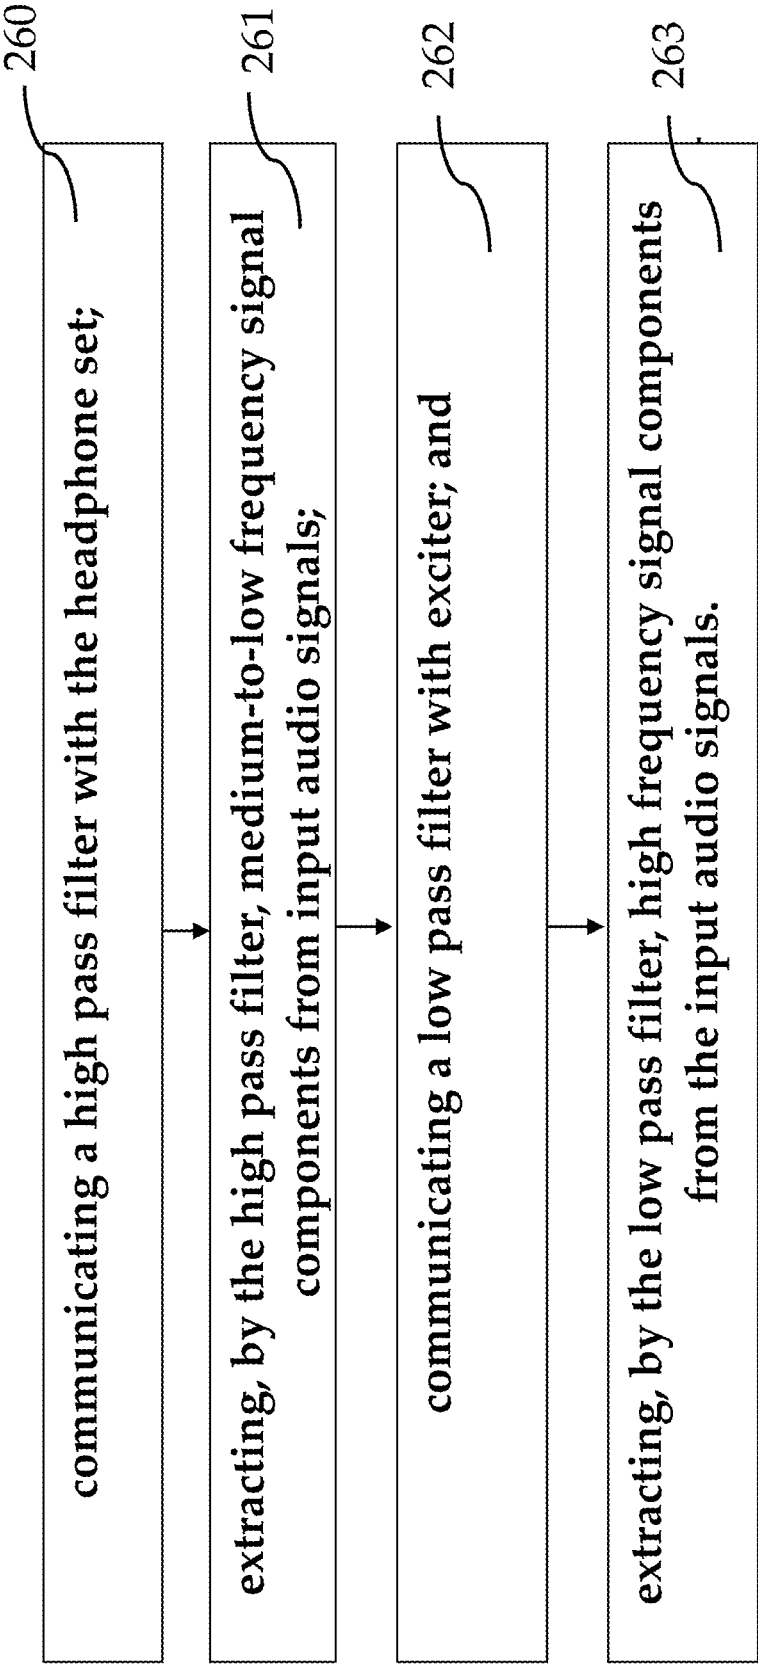 260
communicating a high pass filter with the headphone set;
261
extracting, by the high pass filter, medium-to-low frequency signal
components from input audio signals;
262
communicating a low pass filter with exciter; and
263
extracting, by the low pass filter, high frequency signal components
from the input audio signals.